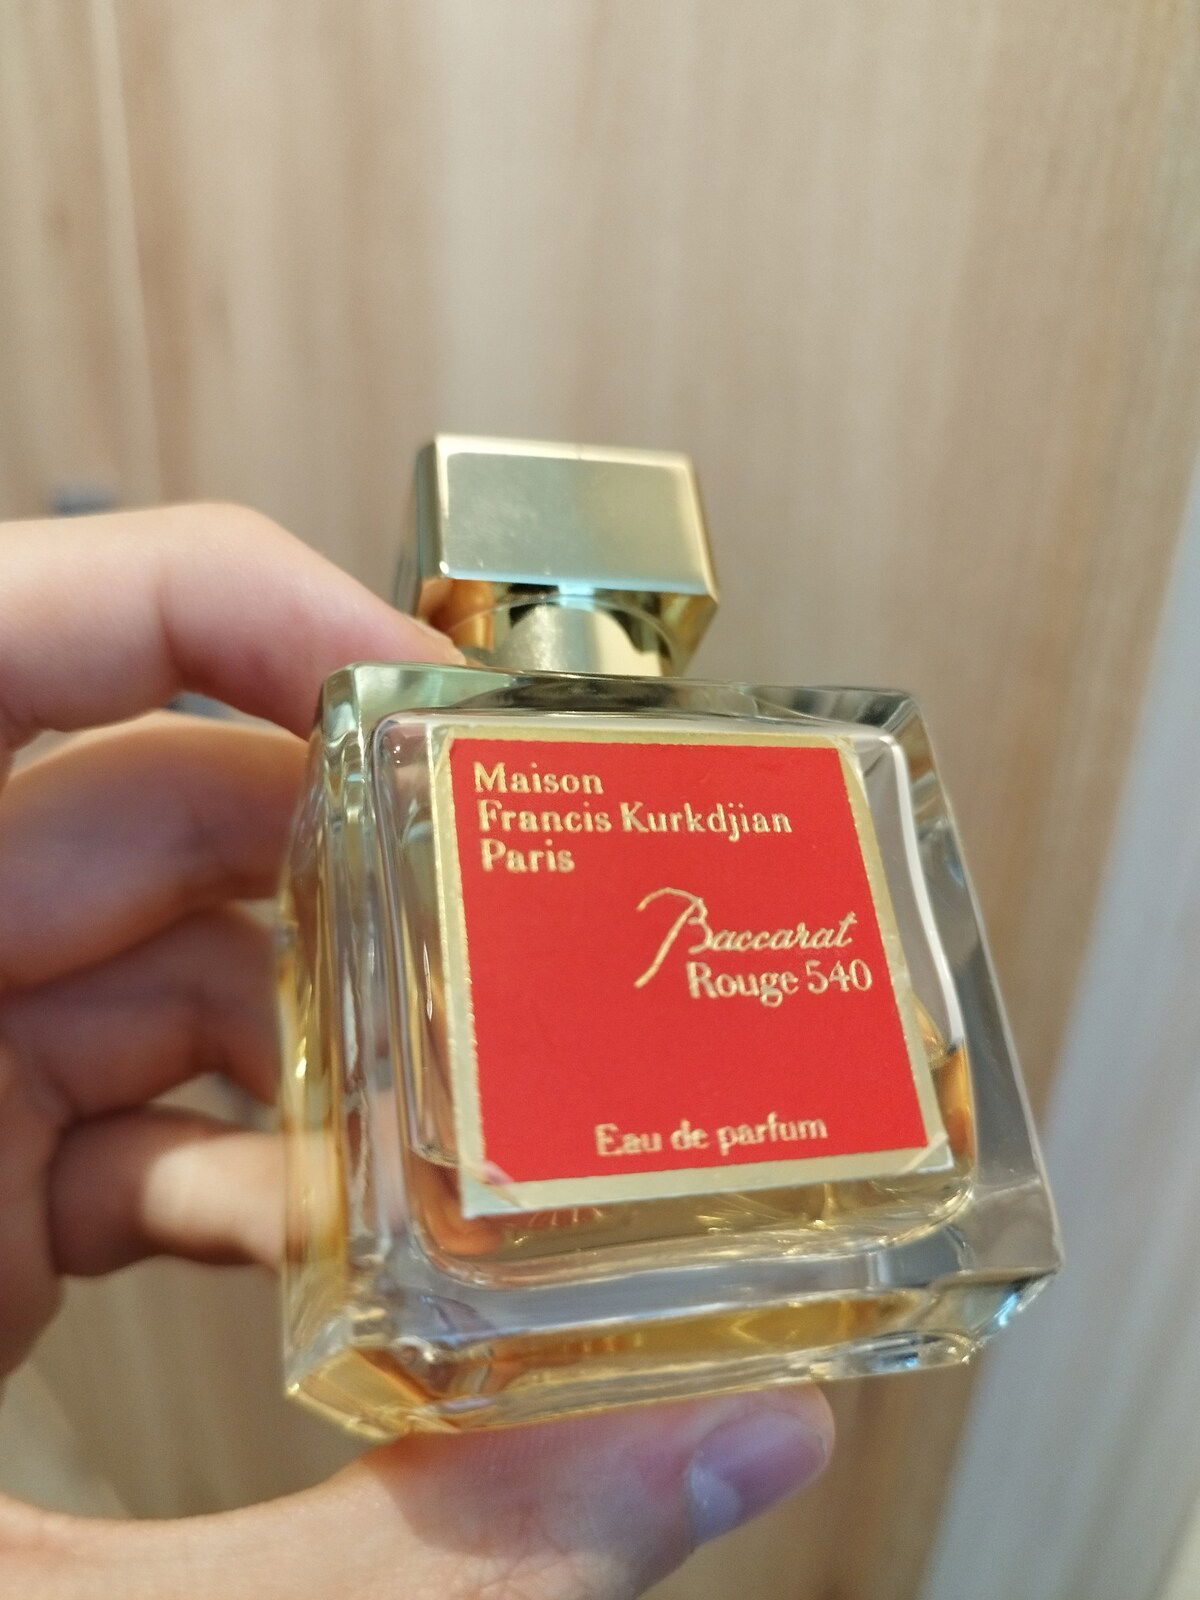 Maison
Francis Kurkdjian
Paris
Baccarat
Rouge 540
Eau de parfum